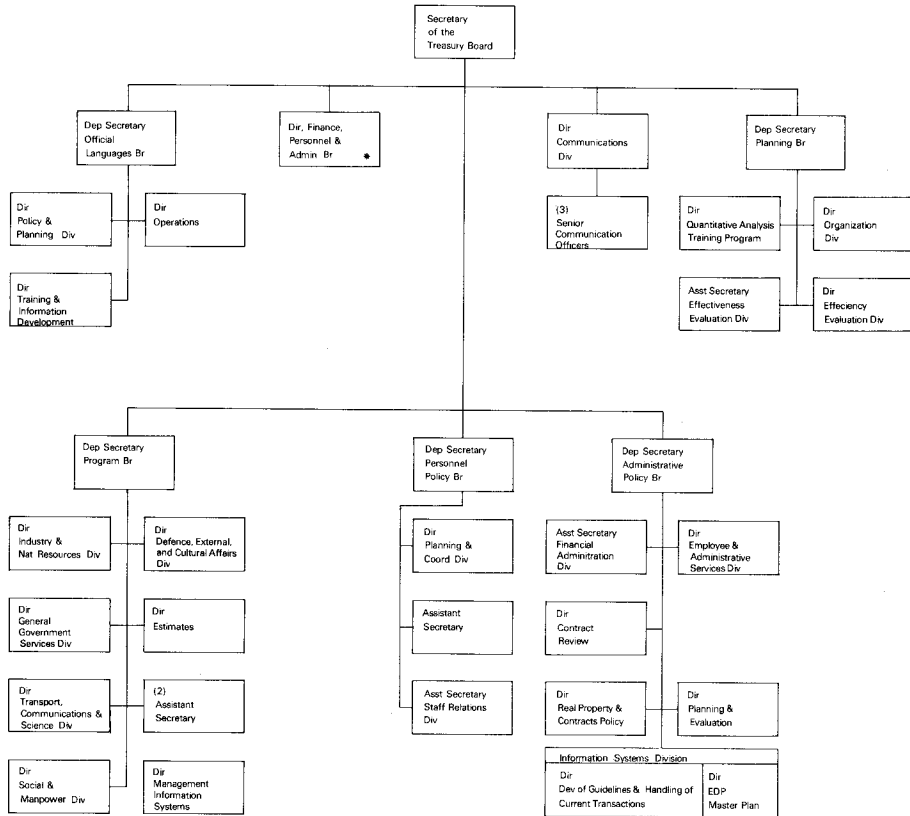 Secretary
of the
Treasury Board
Dep Secretary
Official
Languages Br
Dir, Finance,
Personnel &
Admin Br *
Dir
Communications
Div
Dep Secretary
Planning Br
Dir
Policy &
Planning Div
Dir
Operations
(3)
Senior
Communication
Officers
Dir
Quantitative Analysis
Training Program
Dir
Organization
Div
Dir
Training &
Information
Development
Asst Secretary
Effectiveness
Evaluation Div
Dir
Effeciency
Evaluation Div
Dep Secretary
Program Br
Dep Secretary
Personnel
Policy Br
Dep Secretary
Administrative
Policy Br
Dir
Industry &
Nat Resources Div
Dir
Defence, External,
and Cultural Affairs
Div
Dir
Planning &
Coord Div
Asst Secretary
Financial
Adminitration
Div
Dir
Employee &
Administrative
Services Div
Dir
General
Government
Services Div
Dir
Estimates
Assistant
Secretary
Dir
Contract
Review
Dir
Transport,
Communications &
Science Div
(2)
Assistant
Secretary
Asst Secretary
Staff Relations
Div
Dir
Real Property &
Contracts Policy
Dir
Planning &
Evaluation
Dir
Social &
Manpower Div
Dir
Management
Information
Systems
Information Systems Division
Dir
Dev of Guidelines & Handling of
Current Transactions
Dir
EDP
Master Plan